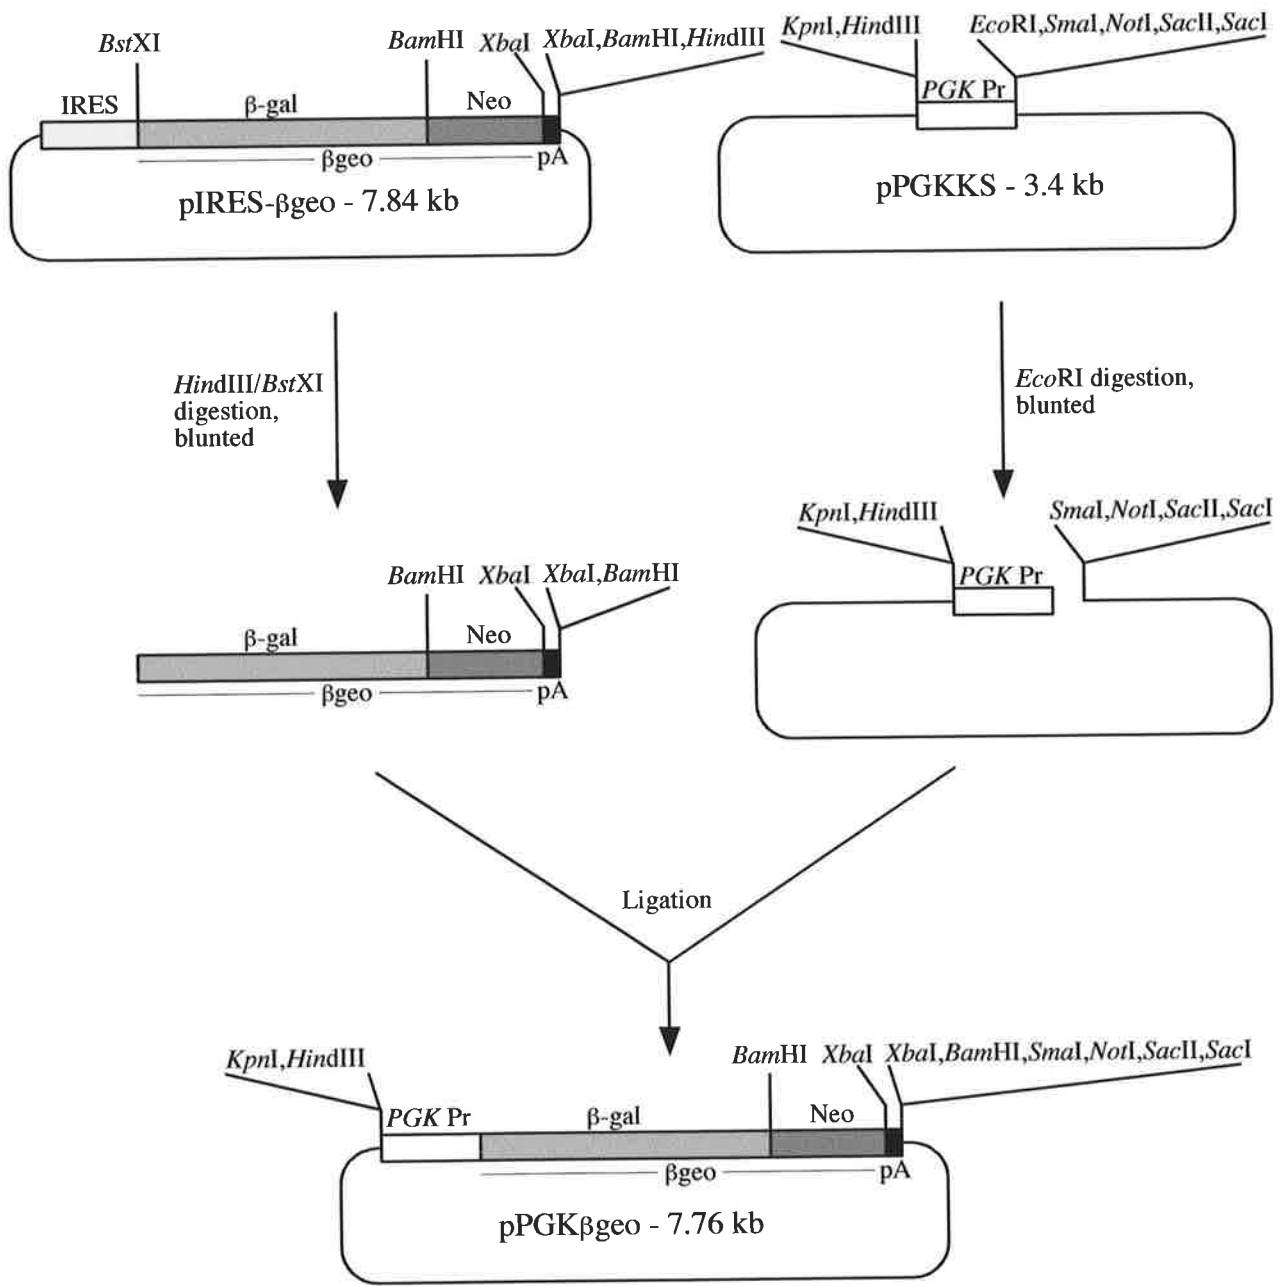 BstXI
BamHI
XbaI
XbaI,BamHI,HindIII
IRES
β-gal
Neo
βgeo
pA
pIRES-βgeo - 7.84 kb
KpnI,HindIII
EcoRI,SmaI,NotI,SacII,SacI
PGK Pr
pPGKKS - 3.4 kb
HindIII/BstXI
digestion,
blunted
EcoRI digestion,
blunted
BamHI
XbaI
XbaI,BamHI
β-gal
Neo
βgeo
pA
KpnI,HindIII
SmaI,NotI,SacII,SacI
PGK Pr
Ligation
KpnI,HindIII
BamHI
XbaI
XbaI,BamHI,SmaI,NotI,SacII,SacI
PGK Pr
β-gal
Neo
βgeo
pA
pPGKβgeo - 7.76 kb